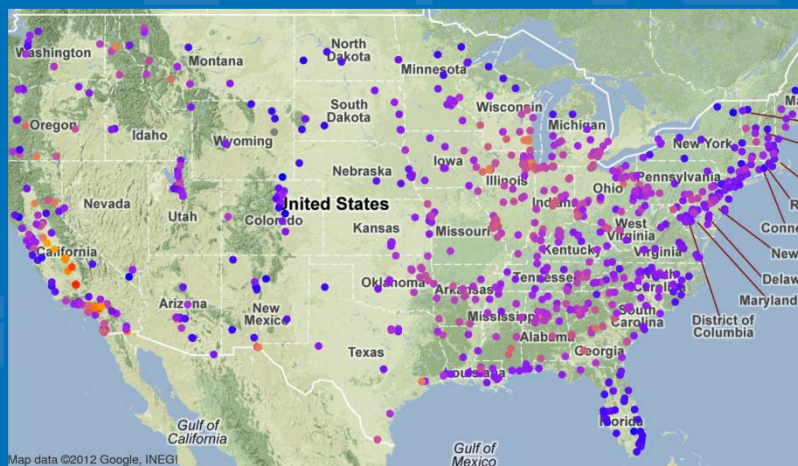 Washington
Montana
North
Dakota
Minnesota
Oregon
Idaho
Wyoming
South
Dakota
Wisconsin
Michigan
New York
Nebraska
Iowa
Illinois
Ohio
Pennsylvania
Nevada
Utah
Colorado
United States
Kansas
Missouri
West
Virginia
Virginia
Kentucky
California
Oklahoma
Arkansas
Tennessee
Connec
New
Delaw
Maryland
District of
Columbia
Arizona
New
Mexico
Mississippi
Alabama
South
Carolina
Georgia
Texas
Louisiana
Florida
Gulf of
California
Gulf of
Mexico
Map data ©2012 Google, INEGI